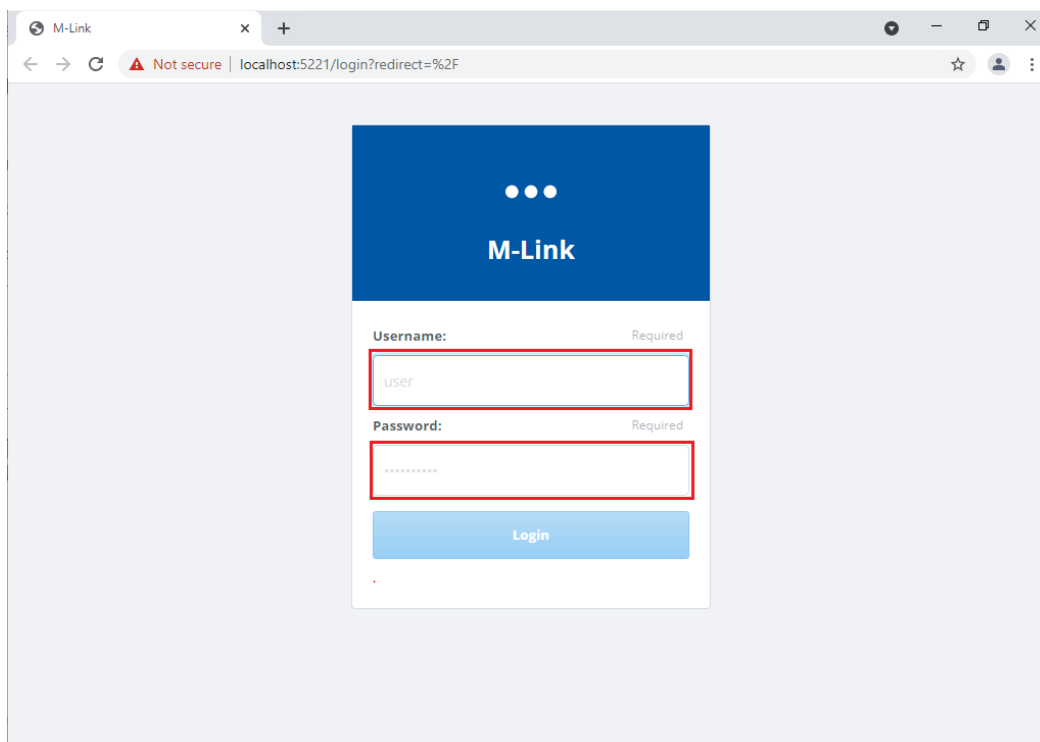 M-Link
Not secure | localhost:5221/login?redirect=%2F
M-Link
Username: Required
user
Password: Required
••••••••••
Login
.